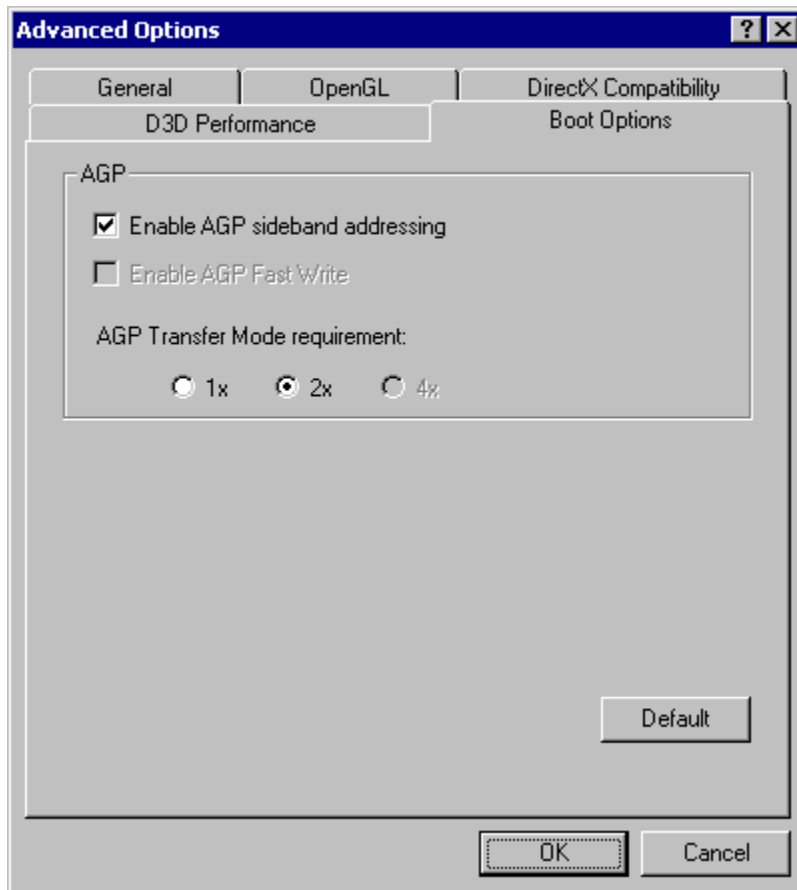 Advanced Options
General OpenGL DirectX Compatibility
D3D Performance Boot Options
AGP
Enable AGP sideband addressing
Enable AGP Fast Write
AGP Transfer Mode requirement:
1x 2x 4x
Default
OK Cancel